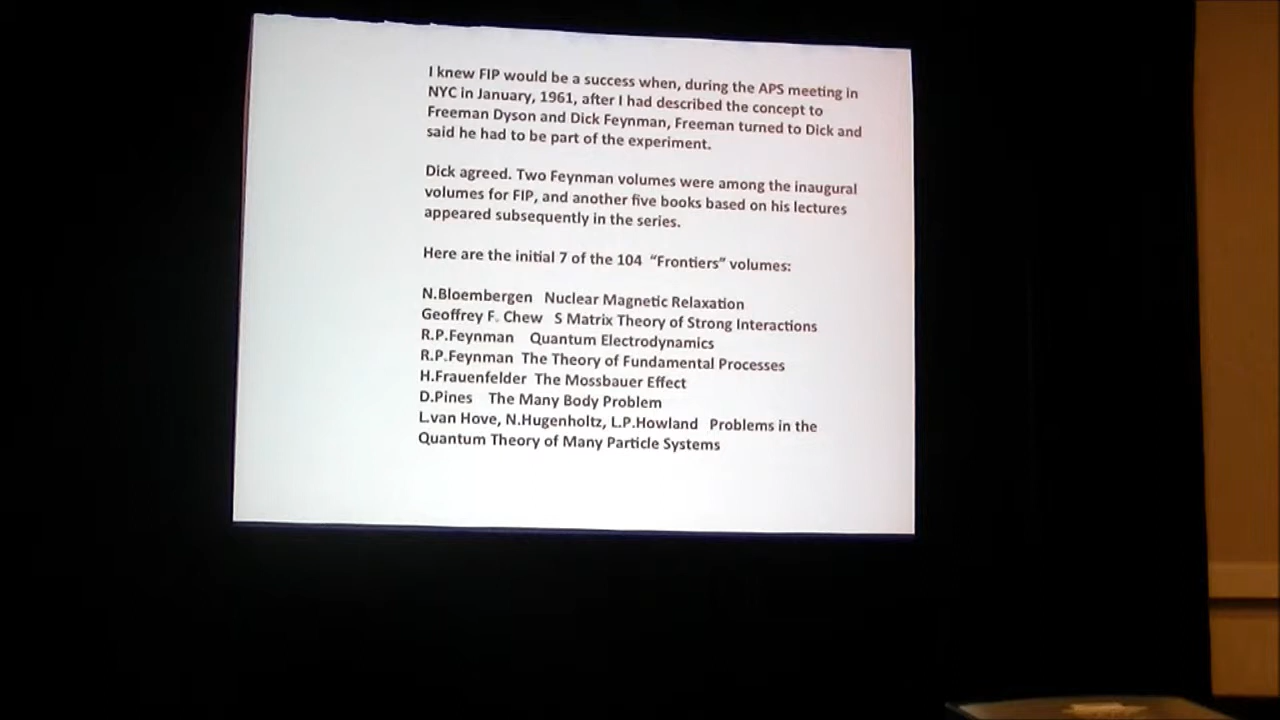 I knew FIP would be a success when, during the APS meeting in
NYC in January, 1961, after I had described the concept to
Freeman Dyson and Dick Feynman, Freeman turned to Dick and
said he had to be part of the experiment.
Dick agreed. Two Feynman volumes were among the inaugural
volumes for FIP, and another five books based on his lectures
appeared subsequently in the series.
Here are the initial 7 of the 104 “Frontiers” volumes:
N.Bloembergen Nuclear Magnetic Relaxation
Geoffrey F. Chew S Matrix Theory of Strong Interactions
R.P.Feynman Quantum Electrodynamics
R.P.Feynman The Theory of Fundamental Processes
H.Frauenfelder The Mossbauer Effect
D.Pines The Many Body Problem
L.van Hove, N.Hugenholtz, L.P.Howland Problems in the
Quantum Theory of Many Particle Systems